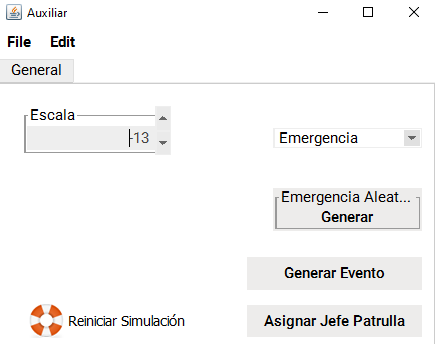 Auxiliar
File Edit
General
Escala
-13
Emergencia
Emergencia Aleat...
Generar
Generar Evento
Reiniciar Simulación
Asignar Jefe Patrulla